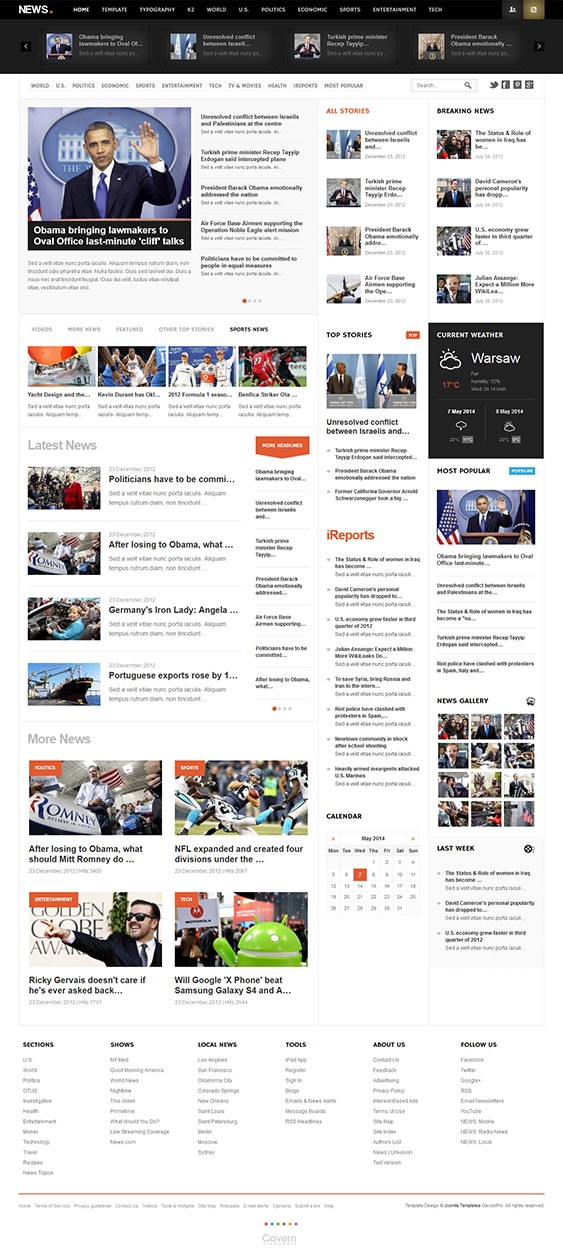 NEWS.
HOME TEMPLATE TYPOGRAPHY K2 WORLD U.S. POLITICS ECONOMIC SPORTS ENTERTAINMENT TECH
Obama bringing lawmakers to Oval Of...
Sed a velit vitae nunc po...
Unresolved conflict between Israeli...
Sed a velit vitae nunc po...
Turkish prime minister Recep Tayyip...
Sed a velit vitae nunc po...
President Barack Obama emotionally ...
Sed a velit vitae nunc po...
WORLD U.S. POLITICS ECONOMIC SPORTS ENTERTAINMENT TECH TV & MOVIES HEALTH IREPORTS MOST POPULAR
Search...
Obama bringing lawmakers to
Oval Office last-minute 'cliff' talks
Sed a velit vitae nunc porta iaculis. Aliquam tempus rutrum diam, non
tincidunt odio pharetra vitae. Nulla facilisi. Duis sed laoreet dui. Duis a
risus nec erat hendrerit feugiat. Cras dui velit, luctus vitae volutpat
vitae, vestibulum vitae orci.
Unresolved conflict between Israelis
and Palestinians at the centre
Sed a velit vitae nunc porta iaculis. Al...
Turkish prime minister Recep Tayyip
Erdogan said intercepted plane
Sed a velit vitae nunc porta iaculis. Al...
President Barack Obama emotionally
addressed the nation
Sed a velit vitae nunc porta iaculis. Al...
Air Force Base Airmen supporting the
Operation Noble Eagle alert mission
Sed a velit vitae nunc porta iaculis. Al...
Politicians have to be committed to
people in equal measures
Sed a velit vitae nunc porta iaculis. Al...
VIDEOS MORE NEWS FEATURED OTHER TOP STORIES SPORTS NEWS
Yacht Design and the...
Sed a velit vitae nunc porta
iaculis. Aliquam tempus...
Kevin Durant has Okl...
Sed a velit vitae nunc porta
iaculis. Aliquam tempus...
2012 Formula 1 seaso...
Sed a velit vitae nunc porta
iaculis. Aliquam tempus...
Benfica Striker Ola ...
Sed a velit vitae nunc porta
iaculis. Aliquam tempus...
Latest News
23 December, 2012
Politicians have to be commi...
Sed a velit vitae nunc porta iaculis. Aliquam
tempus rutrum diam, non tincidunt...
23 December, 2012
After losing to Obama, what ...
Sed a velit vitae nunc porta iaculis. Aliquam
tempus rutrum diam, non tincidunt...
23 December, 2012
Germany's Iron Lady: Angela ...
Sed a velit vitae nunc porta iaculis. Aliquam
tempus rutrum diam, non tincidunt...
23 December, 2012
Portuguese exports rose by 1...
Sed a velit vitae nunc porta iaculis. Aliquam
tempus rutrum diam, non tincidunt...
MORE HEADLINES
Obama bringing
lawmakers to Oval...
Unresolved conflict
between Israelis
and...
Turkish prime
minister Recep
Tayyip...
President Barack
Obama emotionally
addressed...
Air Force Base
Airmen supporting...
Politicians have to be
committed...
After losing to Obama,
what...
More News
POLITICS
ROMNEY
After losing to Obama, what
should Mitt Romney do ...
23 December, 2012 | Hits:3405
SPORTS
NFL expanded and created four
divisions under the ...
23 December, 2012 | Hits:2067
ENTERTAINMENT
GOLDEN
GLOBE
AWARDS
Ricky Gervais doesn't care if
he's ever asked back...
23 December, 2012 | Hits:1701
TECH
MOTOROLA
Will Google 'X Phone' beat
Samsung Galaxy S4 and A...
23 December, 2012 | Hits:2644
ALL STORIES
Unresolved conflict
between Israelis
and...
December 23, 2012
Turkish prime
minister Recep
Tayyip Erdo...
December 23, 2012
President Barack
Obama emotionally
addre...
December 23, 2012
Air Force Base
Airmen supporting
the Ope...
December 23, 2012
BREAKING NEWS
The Status & Role of
women in Iraq has
be...
July 04, 2012
David Cameron's
personal popularity
has dropp...
July 04, 2012
U.S. economy grew
faster in third quarter
of ...
July 30, 2012
Julian Assange:
Expect a Million More
WikiLea...
July 30, 2012
TOP STORIES
TOP
Unresolved conflict
between Israelis and...
Turkish prime minister Recep Tayyip
Erdogan said intercepted...
President Barack Obama
emotionally addressed the nation
Former California Governor Arnold
Schwarzenegger took a big ...
iReports
The Status & Role of women in Iraq
has become ...
Sed a velit vitae nunc porta iaculi...
David Cameron's personal
popularity has dropped to...
Sed a velit vitae nunc porta iaculi...
U.S. economy grew faster in third
quarter of 2012
Sed a velit vitae nunc porta iaculi...
Julian Assange: Expect a Million
More WikiLeaks Do...
Sed a velit vitae nunc porta iaculi...
To save Syria, bring Russia and
Iran to the intern...
Sed a velit vitae nunc porta iaculi...
Riot police have clashed with
protesters in Spain,...
Sed a velit vitae nunc porta iaculi...
Newtown community in shock
after school shooting
Sed a velit vitae nunc porta iaculi...
Heavily armed insurgents attacked
U.S. Marines
Sed a velit vitae nunc porta iaculi...
CALENDAR
« May 2014 »
Mon Tue Wed Thu Fri Sat Sun
1 2 3 4
5 6 7 8 9 10 11
12 13 14 15 16 17 18
19 20 21 22 23 24 25
26 27 28 29 30 31
CURRENT WEATHER
Warsaw
Fair
Humidity: 52%
Wind: 24.14 km/h
17°C
7 May 2014
20°C 11°C
8 May 2014
20°C 9°C
MOST POPULAR
POPULAR
Obama bringing lawmakers to Oval
Office last-minute...
Unresolved conflict between Israelis
and Palestinians at the...
The Status & Role of women in Iraq has
become a "na...
Turkish prime minister Recep Tayyip
Erdogan said intercepted...
Riot police have clashed with protesters
in Spain, Italy and...
NEWS GALLERY
LAST WEEK
The Status & Role of women in Iraq
has become ...
Sed a velit vitae nunc porta iaculi...
David Cameron's personal popularity
has dropped to...
Sed a velit vitae nunc porta iaculi...
U.S. economy grew faster in third
quarter of 2012
Sed a velit vitae nunc porta iaculi...
SECTIONS
U.S.
World
Politics
OTUS
Investigative
Health
Entertainment
Money
Technology
Travel
Recipes
News Topics
SHOWS
NY Med
Good Morning America
World News
Nightline
This Week
Primetime
What Would You Do?
Live Streaming Coverage
News.com
LOCAL NEWS
Los Angeles
San Francisco
Oklahoma City
Colorado Springs
New Orleans
Saint Louis
Saint Petersburg
Berlin
Moscow
Sydney
TOOLS
iPad App
Register
Sign In
Blogs
Emails & News Alerts
Message Boards
RSS Headlines
ABOUT US
Contact Us
Feedback
Advertising
Privacy Policy
Interest-Based Ads
Terms of Use
Site Map
Site Index
Authors List
News | Univision
Text Version
FOLLOW US
Facebook
Twitter
Google+
RSS
Email Newsletters
YouTube
NEWS: Mobile
NEWS: Radio News
NEWS: Local
Home Terms of Service Privacy guidelines Contact Us Videos Tools & Widgets Site Map Podcasts E-mail alerts Opinions Submit a link Help
Template Design © Joomla Templates GavickPro. All rights reserved.
Gavern